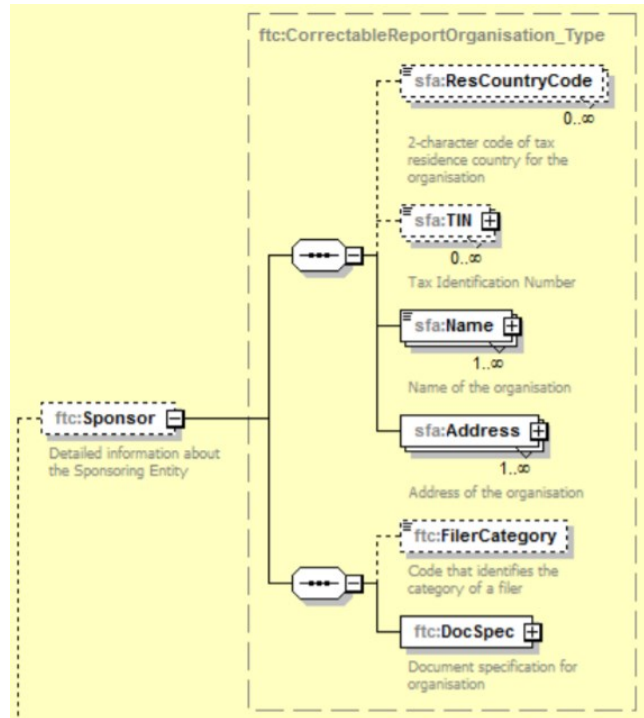 ftc:CorrectableReportOrganisation_Type
sfa:ResCountryCode
0..∞
2-character code of tax
residence country for the
organisation
sfa:TIN
0..∞
Tax Identification Number
sfa:Name
1..∞
Name of the organisation
ftc:Sponsor
Detailed information about
the Sponsoring Entity
sfa:Address
1..∞
Address of the organisation
ftc:FilerCategory
Code that identifies the
category of a filer
ftc:DocSpec
Document specification for
organisation